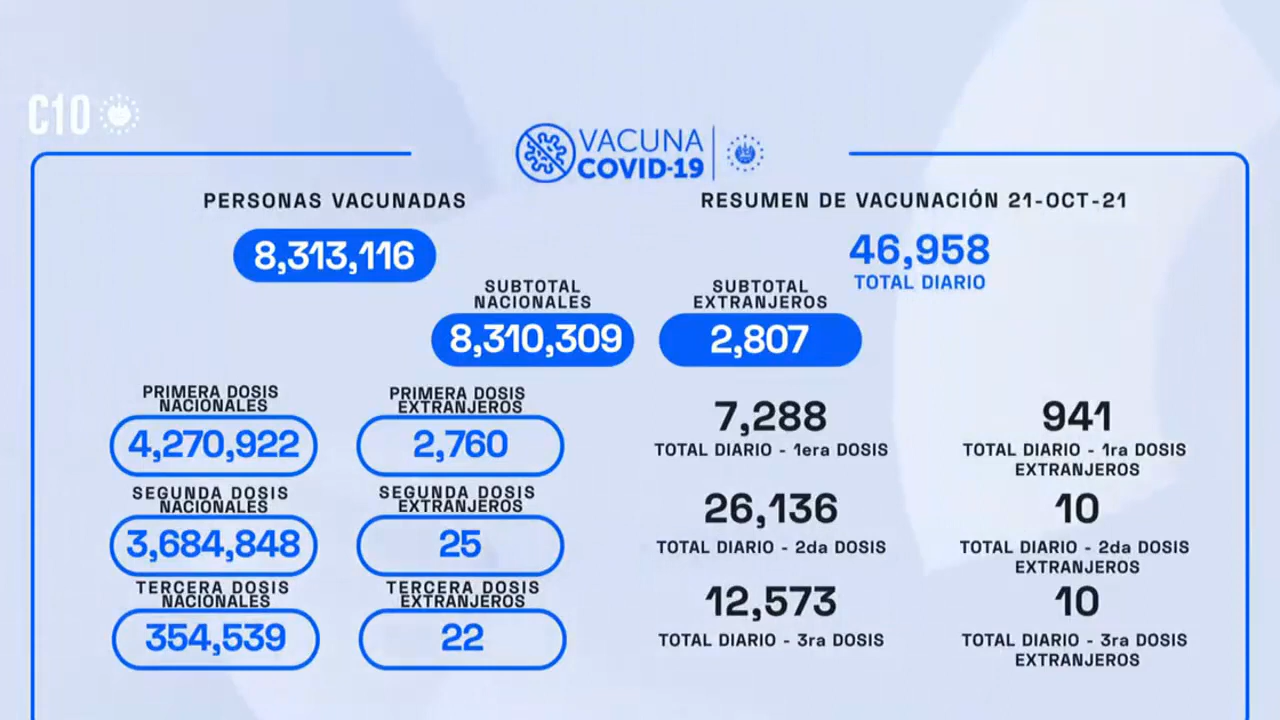 C10
VACUNA
COVID-19
PERSONAS VACUNADAS
8,313,116
RESUMEN DE VACUNACIÓN 21-OCT-21
46,958
TOTAL DIARIO
SUBTOTAL
NACIONALES
8,310,309
SUBTOTAL
EXTRANJEROS
2,807
PRIMERA DOSIS
NACIONALES
4,270,922
PRIMERA DOSIS
EXTRANJEROS
2,760
SEGUNDA DOSIS
NACIONALES
3,684,848
SEGUNDA DOSIS
EXTRANJEROS
25
TERCERA DOSIS
NACIONALES
354,539
TERCERA DOSIS
EXTRANJEROS
22
7,288
TOTAL DIARIO - 1era DOSIS
941
TOTAL DIARIO - 1ra DOSIS
EXTRANJEROS
26,136
TOTAL DIARIO - 2da DOSIS
10
TOTAL DIARIO - 2da DOSIS
EXTRANJEROS
12,573
TOTAL DIARIO - 3ra DOSIS
10
TOTAL DIARIO - 3ra DOSIS
EXTRANJEROS